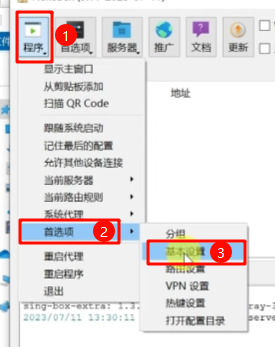 程序
首选项
服务器
推广
文档
更新
1
显示主窗口
从剪贴板添加
扫描 QR Code
地址
跟随系统启动
记住最后的配置
允许其他设备连接
当前服务器
当前路由规则
系统代理
首选项
2
重启代理
重启程序
退出
分组
基本设置
3
路由设置
VPN 设置
热键设置
打开配置目录
sing-box-extra: 1.3.
2023/07/11 13:30:11